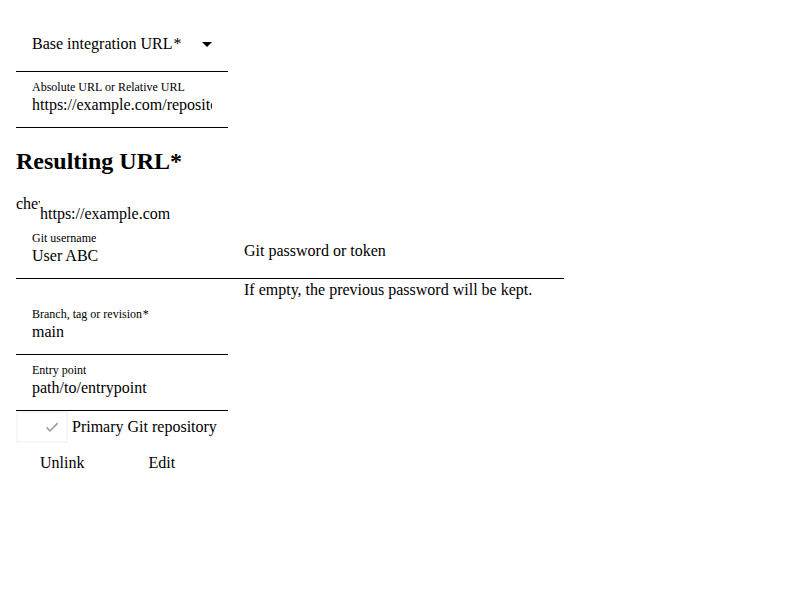 Base integration URL*
Absolute URL or Relative URL
https://example.com/reposit
Resulting URL*
https://example.com
Git username
User ABC
Git password or token
If empty, the previous password will be kept.
Branch, tag or revision*
main
Entry point
path/to/entrypoint
Primary Git repository
Unlink
Edit